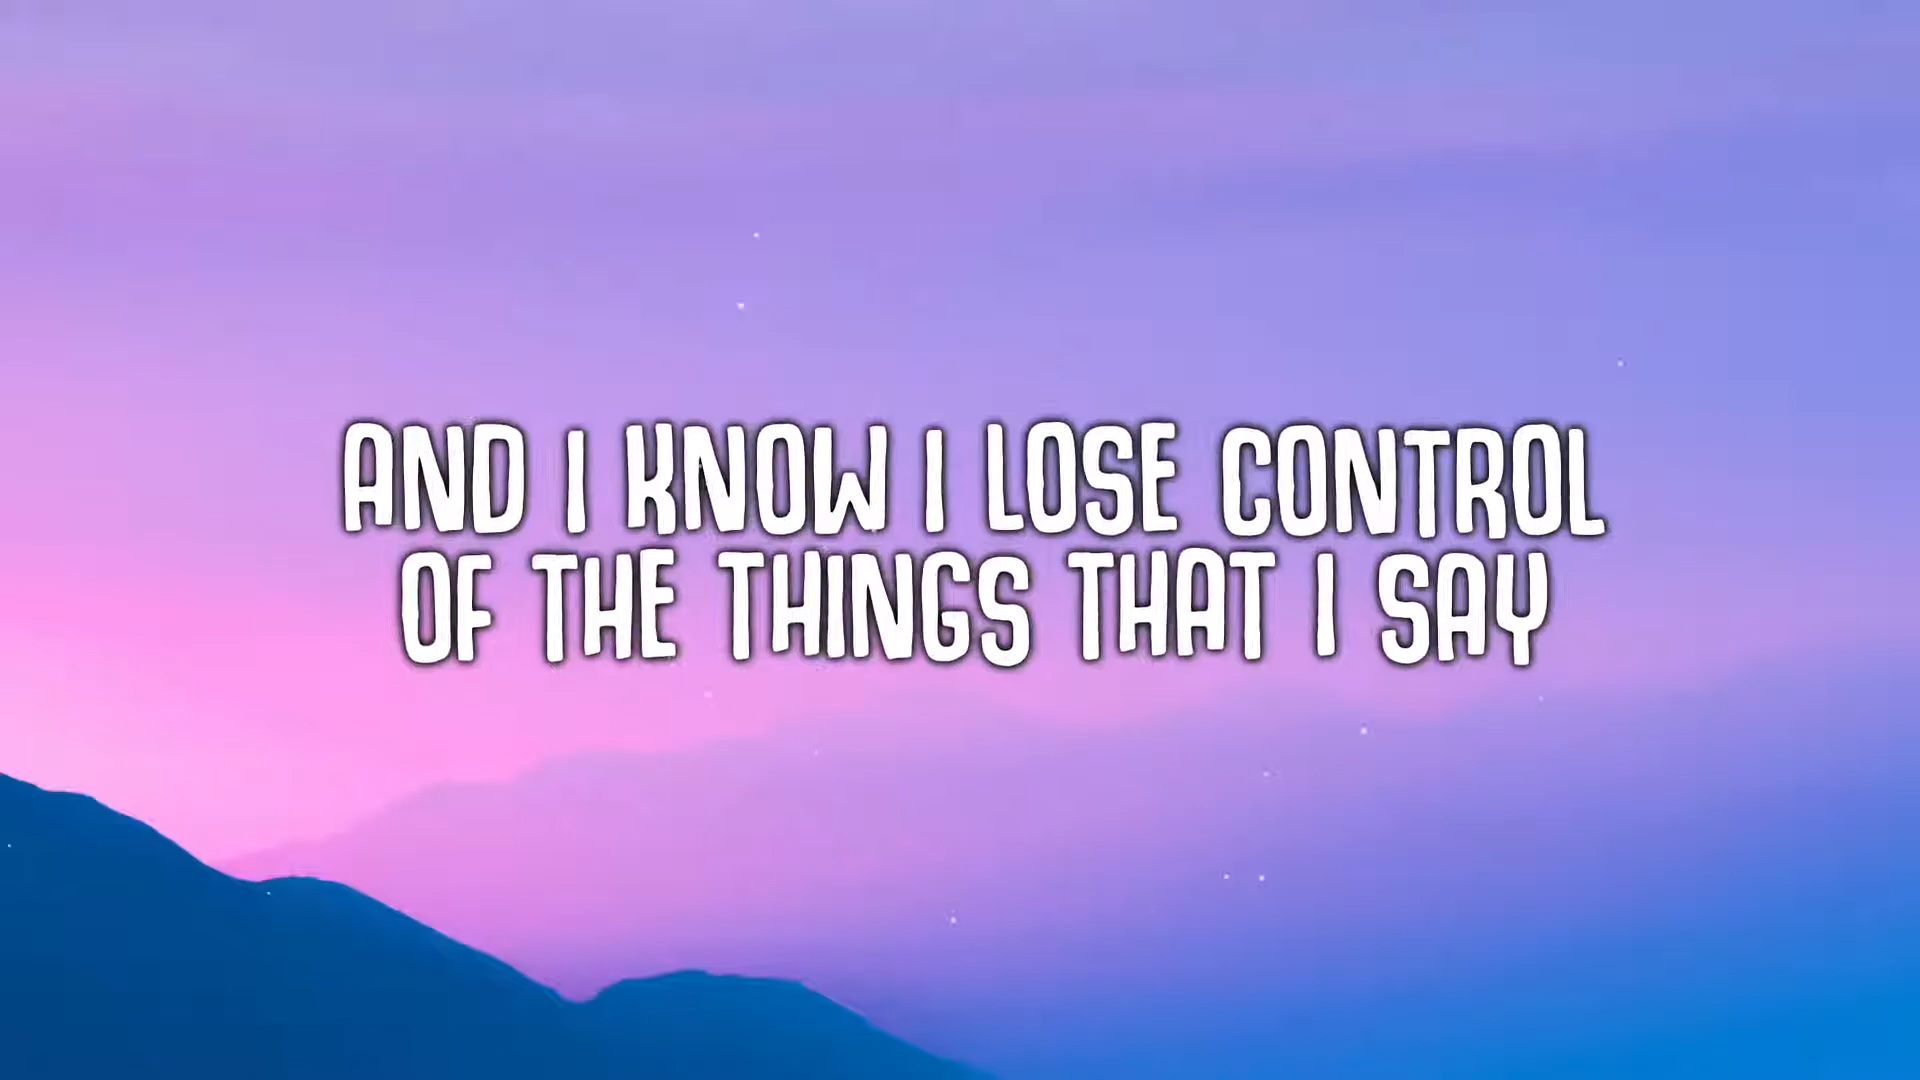 AND I KNOW I LOSE CONTROL
OF THE THINGS THAT I SAY